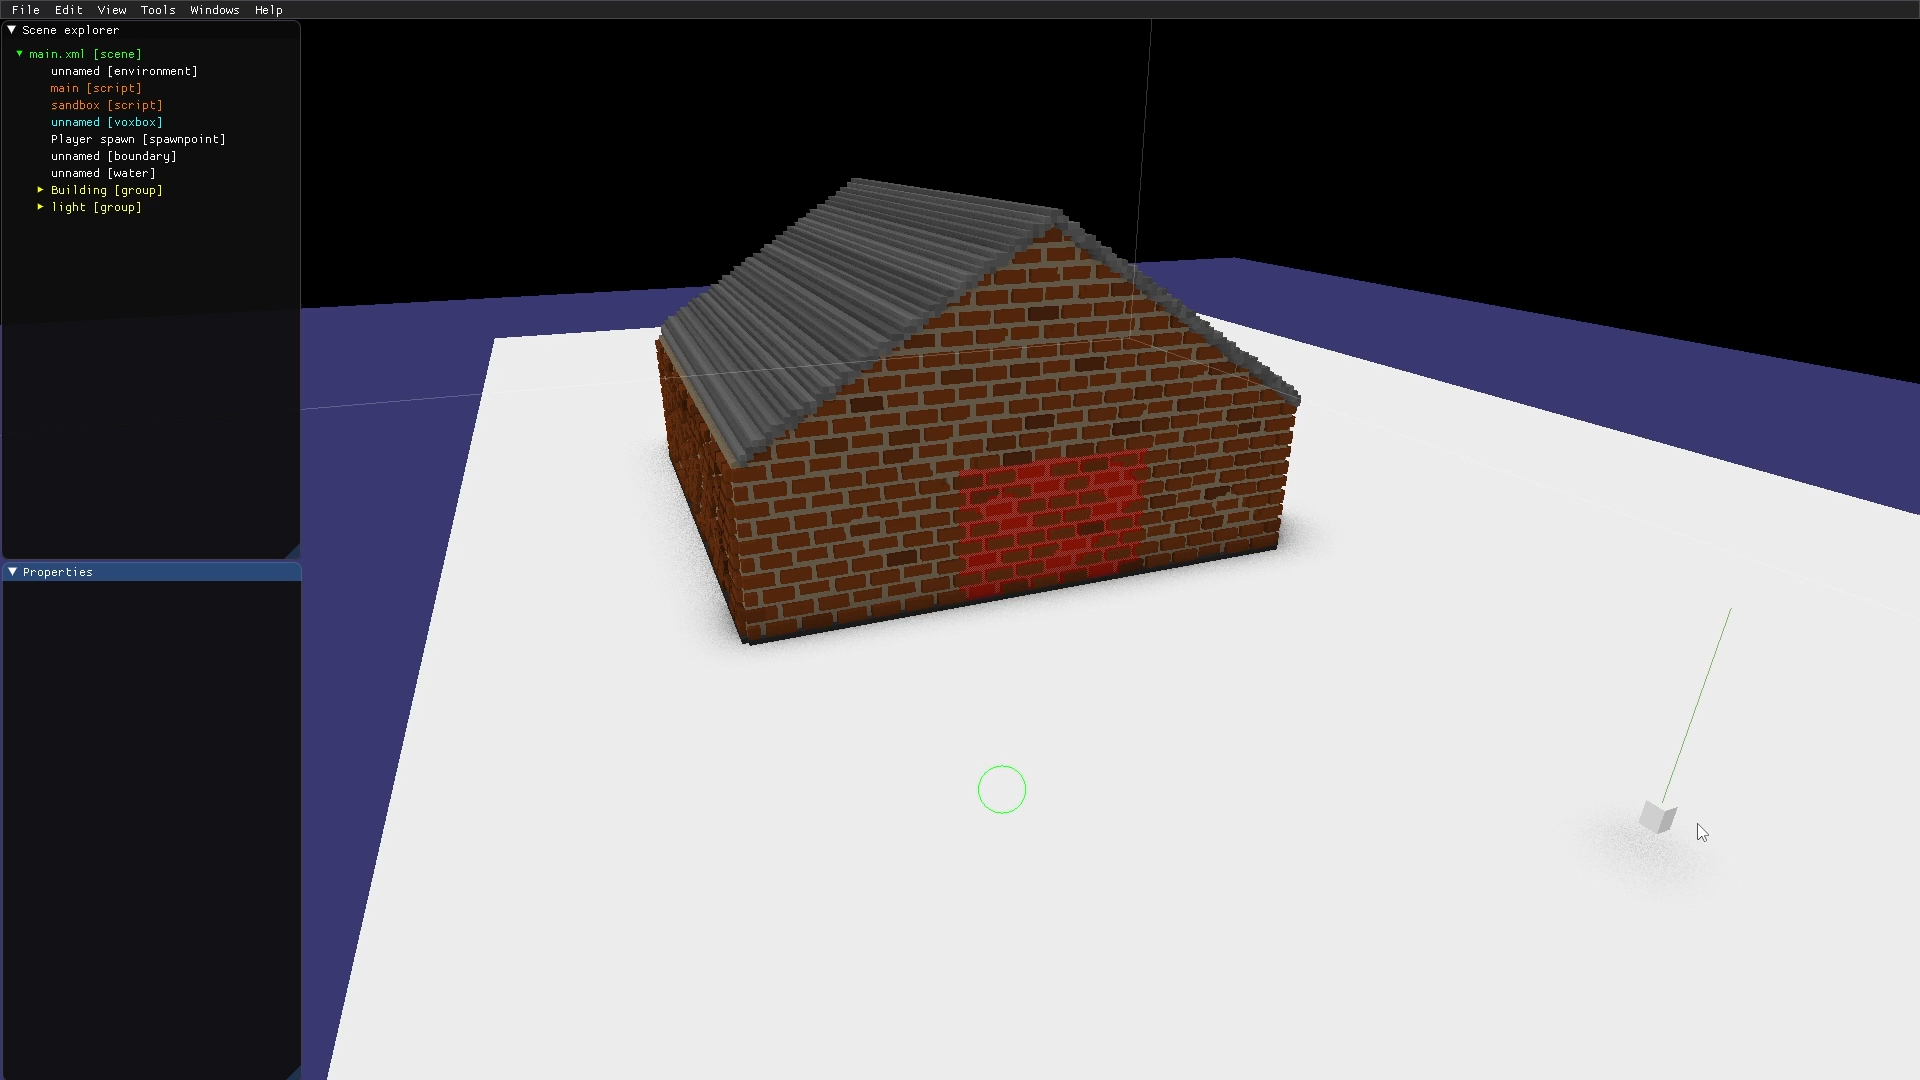 File Edit View Tools Windows Help
Scene explorer
main.xml [scene]
unnamed [environment]
main [script]
sandbox [script]
unnamed [voxbox]
Player spawn [spawnpoint]
unnamed [boundary]
unnamed [water]
Building [group]
light [group]
Properties